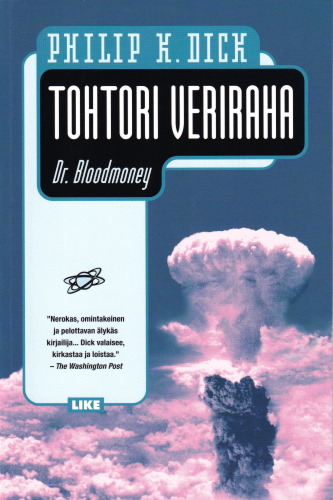 PHILIP K. DICK
TOHTORI VERIRAHA
Dr. Bloodmoney
"Nerokas, omintakeinen
ja pelottavan älykäs
kirjailija... Dick valaisee,
kirkastaa ja loistaa."
– The Washington Post
LIKE